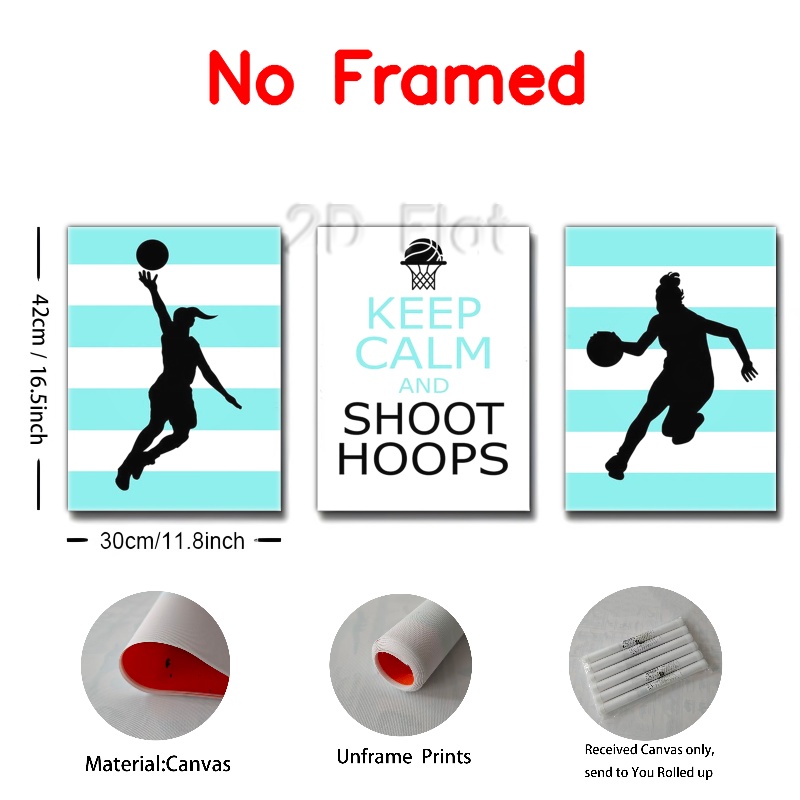 No Framed
2D Flat
42cm / 16.5inch
KEEP
CALM
AND
SHOOT
HOOPS
30cm/11.8inch
Material:Canvas
Unframe Prints
Received Canvas only,
send to You Rolled up